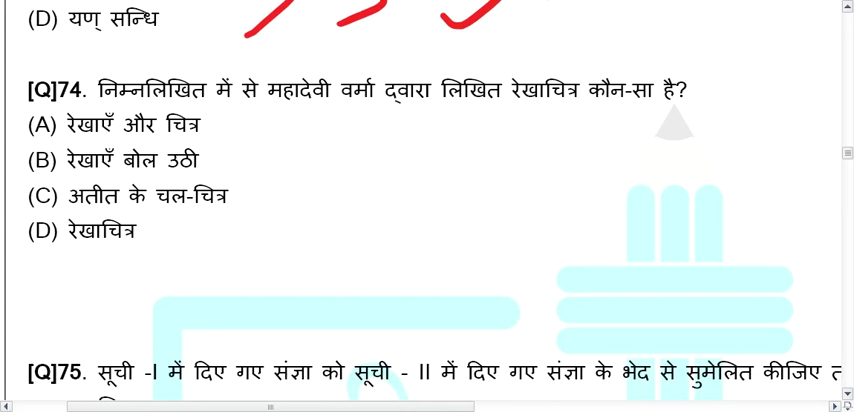 (D) यण् सन्धि
[Q]74. निम्नलिखित में से महादेवी वर्मा द्वारा लिखित रेखाचित्र कौन-सा है?
(A) रेखाएँ और चित्र
(B) रेखाएँ बोल उठी
(C) अतीत के चल-चित्र
(D) रेखाचित्र
[Q]75. सूची -I में दिए गए संज्ञा को सूची - II में दिए गए संज्ञा के भेद से सुमेलित कीजिए